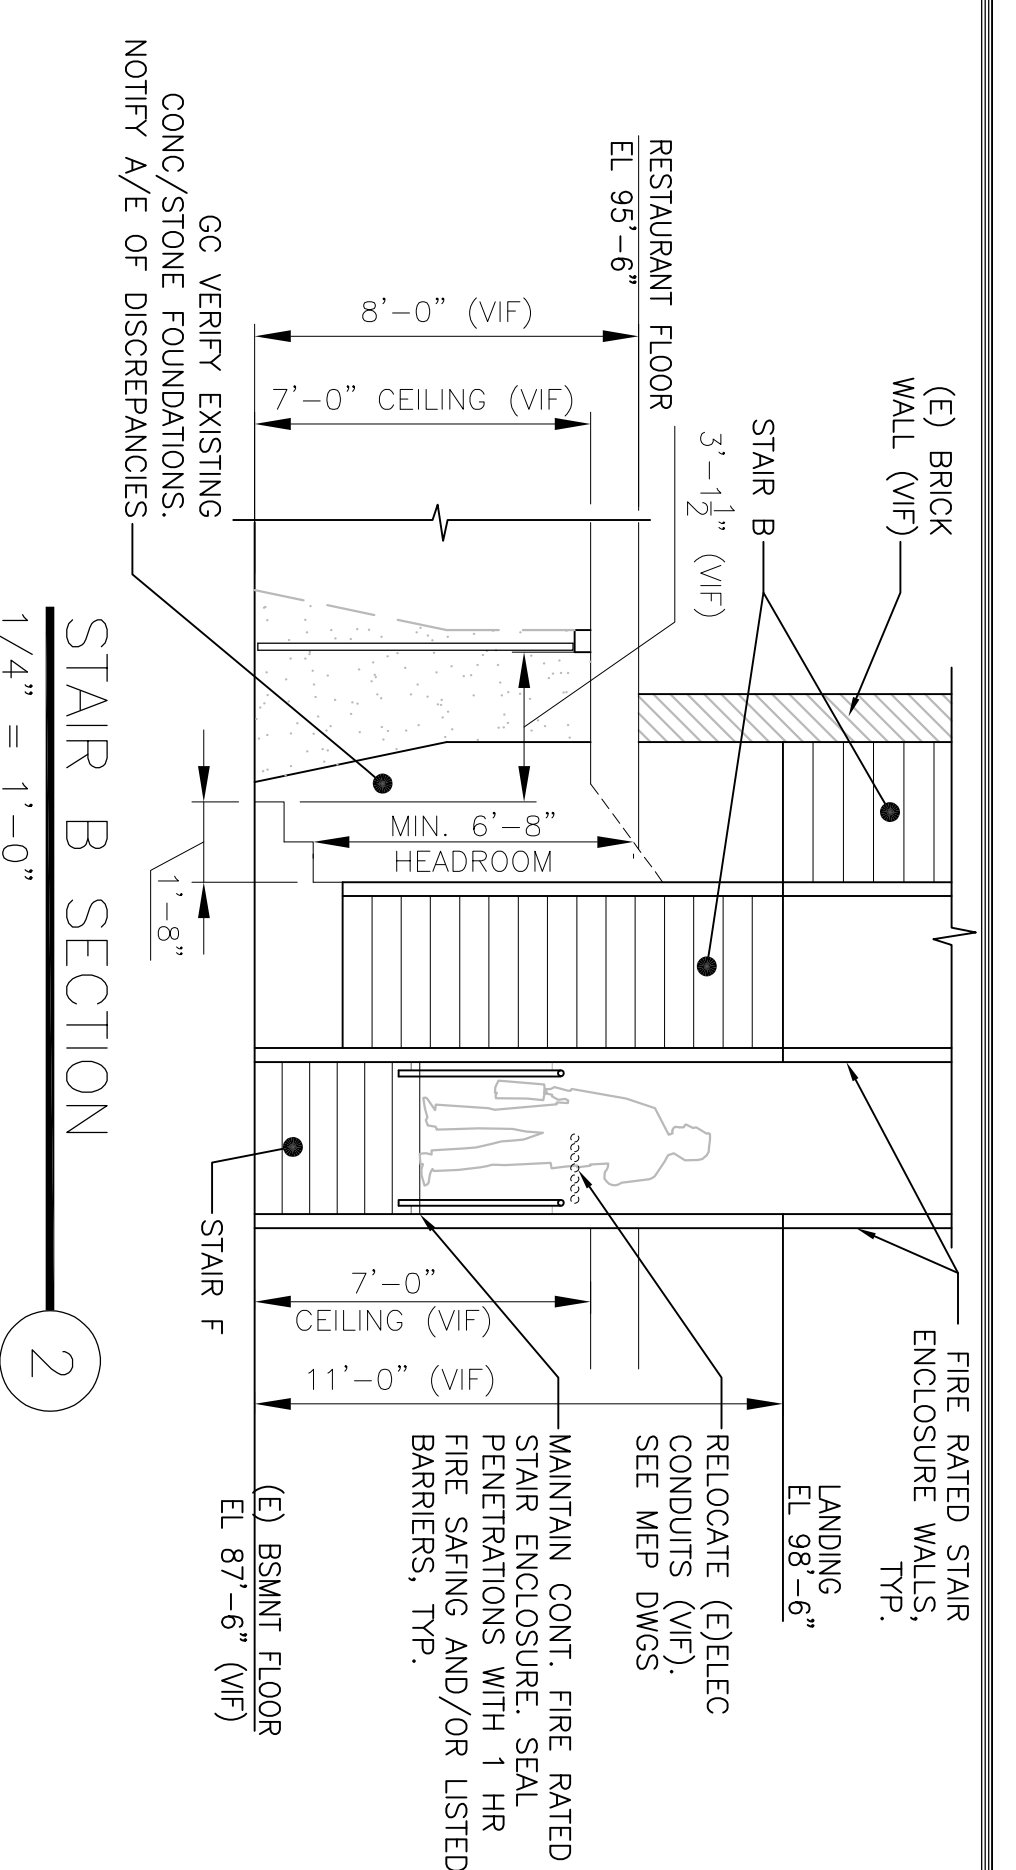 (E) BRICK
WALL (VIF)
STAIR B
3'-1½" (VIF)
RESTAURANT FLOOR
EL 95'-6"
8'-0" (VIF)
7'-0" CEILING (VIF)
GC VERIFY EXISTING
CONC/STONE FOUNDATIONS.
NOTIFY A/E OF DISCREPANCIES
MIN. 6'-8"
HEADROOM
1'-8"
FIRE RATED STAIR
ENCLOSURE WALLS,
TYP.
LANDING
EL 98'-6"
RELOCATE (E)ELEC
CONDUITS (VIF).
SEE MEP DWGS
MAINTAIN CONT. FIRE RATED
STAIR ENCLOSURE. SEAL
PENETRATIONS WITH 1 HR
FIRE SAFING AND/OR LISTED
BARRIERS, TYP.
7'-0"
CEILING (VIF)
11'-0" (VIF)
(E) BSMNT FLOOR
EL 87'-6" (VIF)
STAIR F
STAIR B SECTION
1/4" = 1'-0"
2